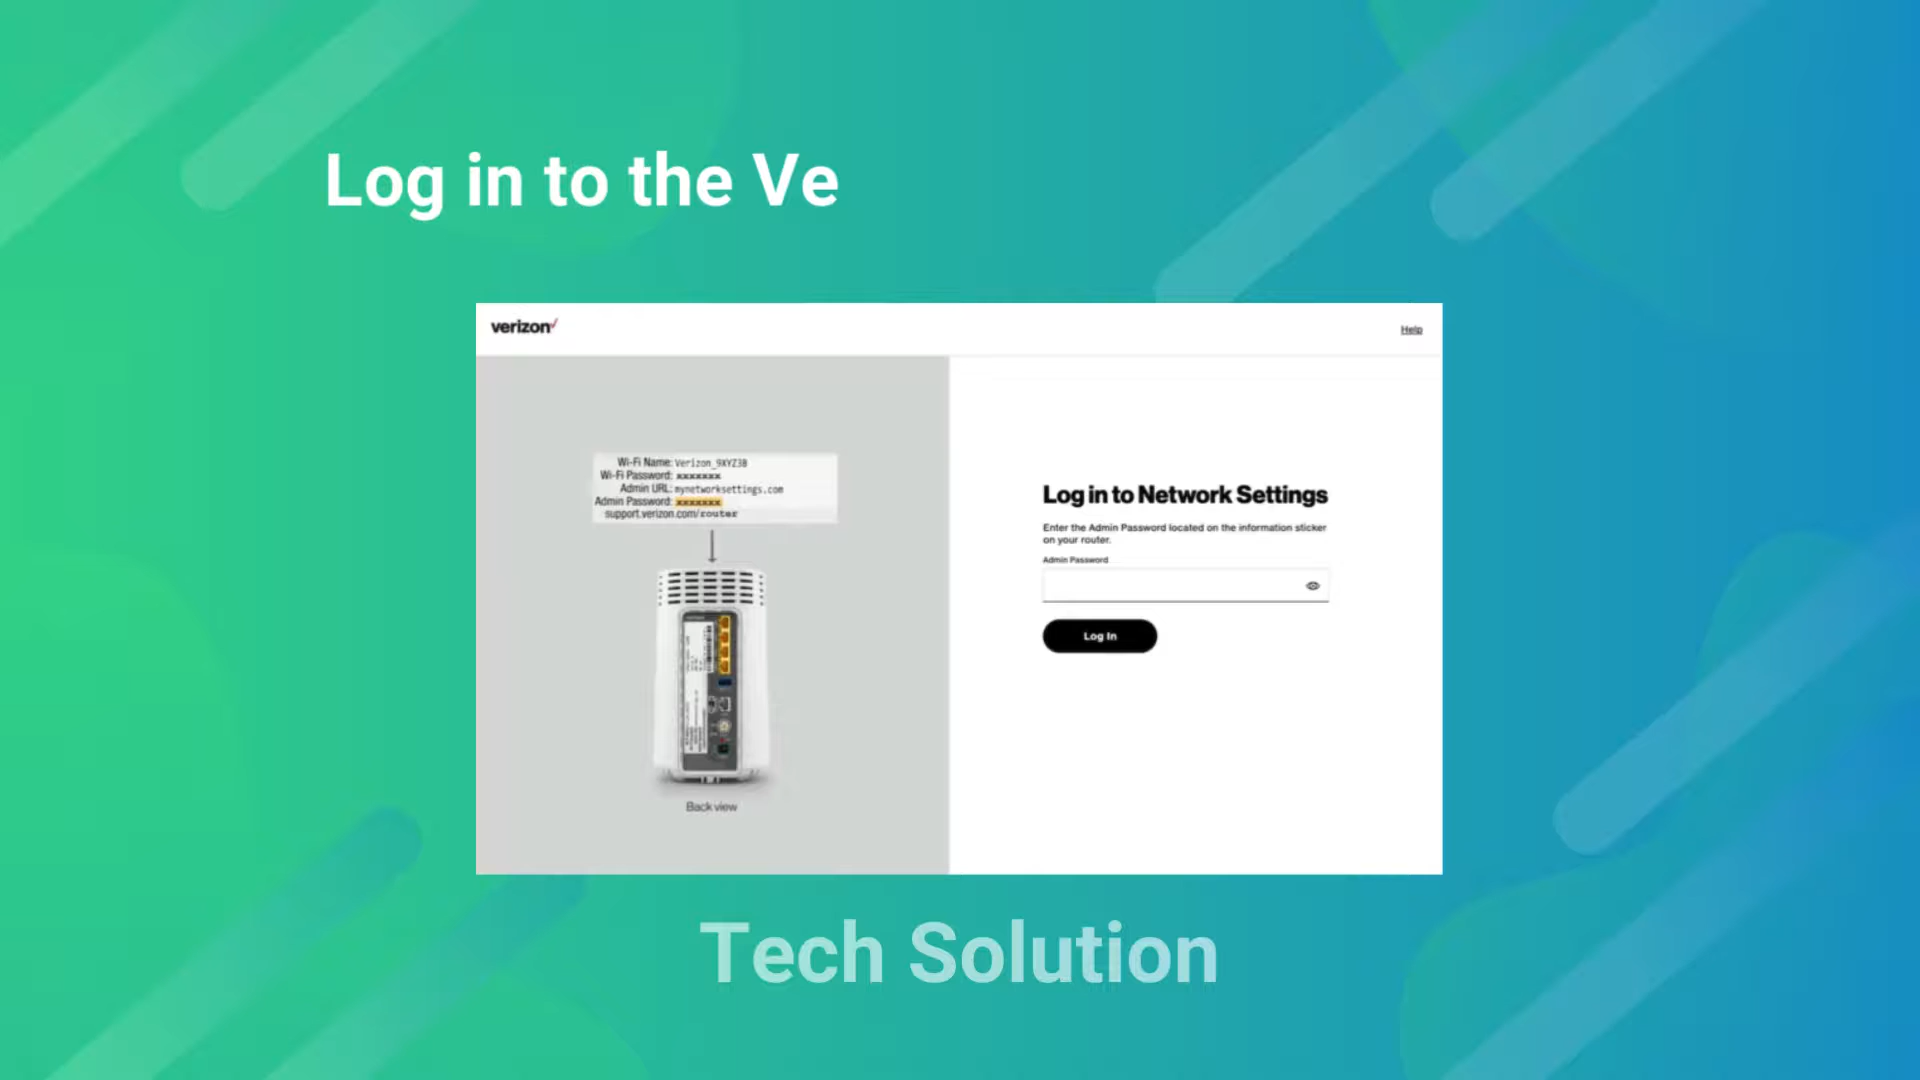 Log in to the Ve
verizon
Help
Wi-Fi Name: Verizon_9XYZ3B
Wi-Fi Password: xxxxxxx
Admin URL: mynetworksettings.com
Admin Password: xxxxxxx
support.verizon.com/router
Log in to Network Settings
Enter the Admin Password located on the information sticker
on your router.
Admin Password
Log In
Back view
Tech Solution